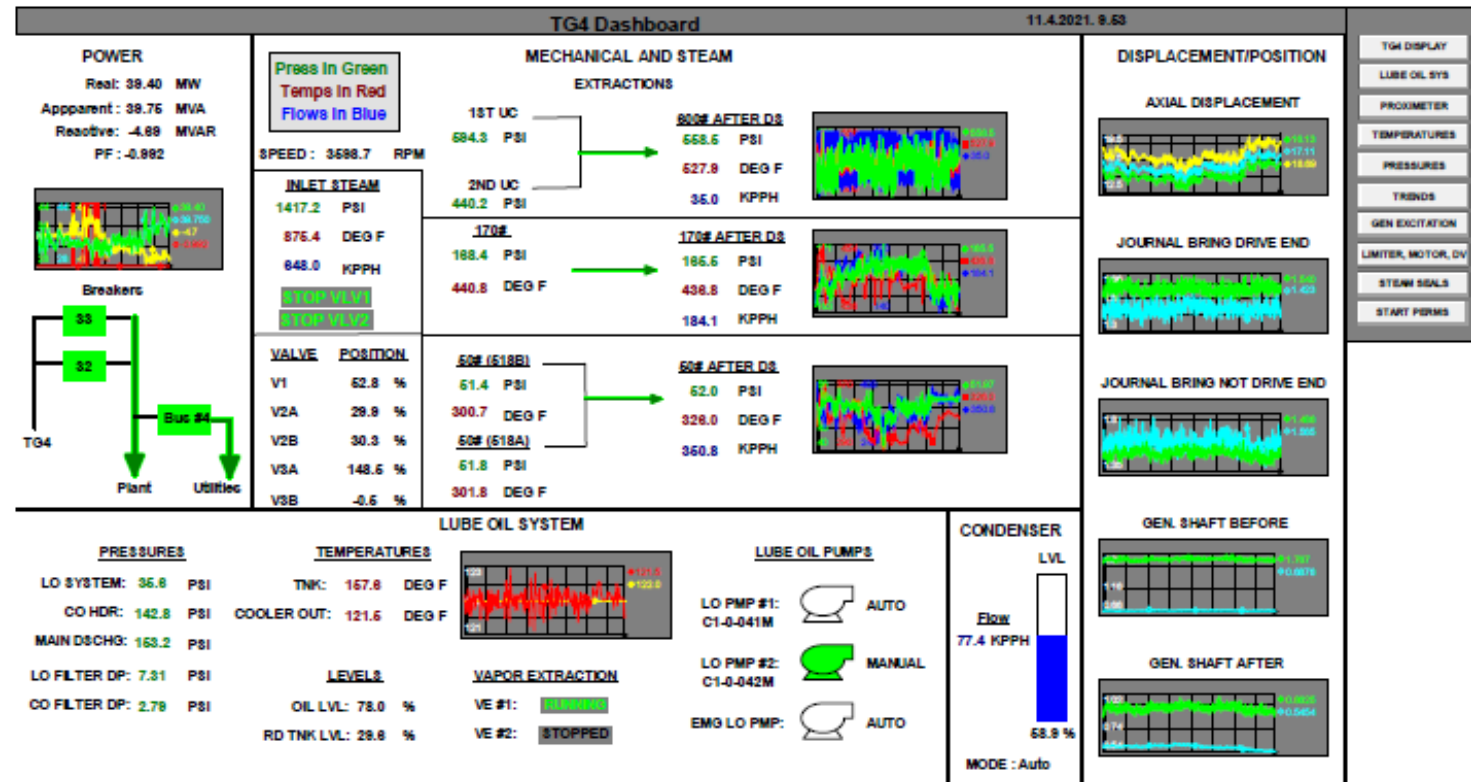 TG4 Dashboard
11.4.2021. 9.53
POWER
Real: 39.40 MW
Appparent : 39.75 MVA
Reactive: -4.69 MVAR
PF : -0.992
Breakers
33
32
Bus #4
TG4
Plant
Utilities
Press In Green
Temps In Red
Flows In Blue
SPEED : 3598.7 RPM
INLET STEAM
1417.2 PSI
875.4 DEG F
648.0 KPPH
STOP VLV1
STOP VLV2
VALVE POSITION
V1 52.8 %
V2A 29.9 %
V2B 30.3 %
V3A 148.5 %
V3B -0.5 %
MECHANICAL AND STEAM
EXTRACTIONS
1ST UC
594.3 PSI
2ND UC
440.2 PSI
600# AFTER DS
558.5 PSI
527.9 DEG F
35.0 KPPH
170#
168.4 PSI
440.8 DEG F
170# AFTER DS
165.5 PSI
436.8 DEG F
184.1 KPPH
50# (518B)
51.4 PSI
300.7 DEG F
50# (518A)
51.8 PSI
301.8 DEG F
50# AFTER DS
52.0 PSI
326.0 DEG F
350.8 KPPH
DISPLACEMENT/POSITION
AXIAL DISPLACEMENT
JOURNAL BRING DRIVE END
JOURNAL BRING NOT DRIVE END
GEN. SHAFT BEFORE
GEN. SHAFT AFTER
TG4 DISPLAY
LUBE OIL SYS
PROXIMETER
TEMPERATURES
PRESSURES
TRENDS
GEN EXCITATION
LIMITER, MOTOR, DV
STEAM SEALS
START PERMS
LUBE OIL SYSTEM
PRESSURES
LO SYSTEM: 35.6 PSI
CO HDR: 142.8 PSI
MAIN DSCHG: 153.2 PSI
LO FILTER DP: 7.31 PSI
CO FILTER DP: 2.79 PSI
TEMPERATURES
TNK: 157.6 DEG F
COOLER OUT: 121.5 DEG F
123
121
121.5
122.0
LEVELS
OIL LVL: 78.0 %
RD TNK LVL: 29.6 %
VAPOR EXTRACTION
VE #1: RUNNING
VE #2: STOPPED
LUBE OIL PUMPS
LO PMP #1: AUTO
C1-0-041M
LO PMP #2: MANUAL
C1-0-042M
EMG LO PMP: AUTO
CONDENSER
LVL
Flow
77.4 KPPH
58.9 %
MODE : Auto